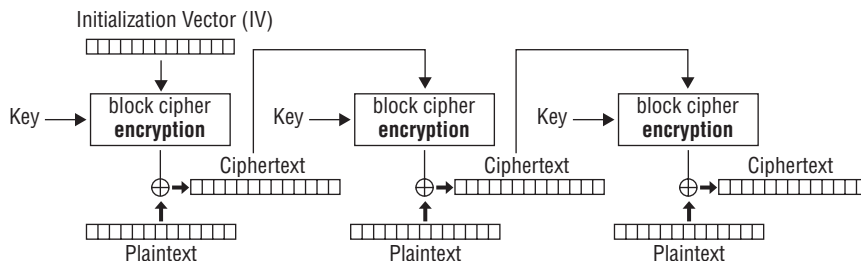 Initialization Vector (IV)
Key
block cipher
encryption
Ciphertext
Plaintext
Key
block cipher
encryption
Ciphertext
Plaintext
Key
block cipher
encryption
Ciphertext
Plaintext